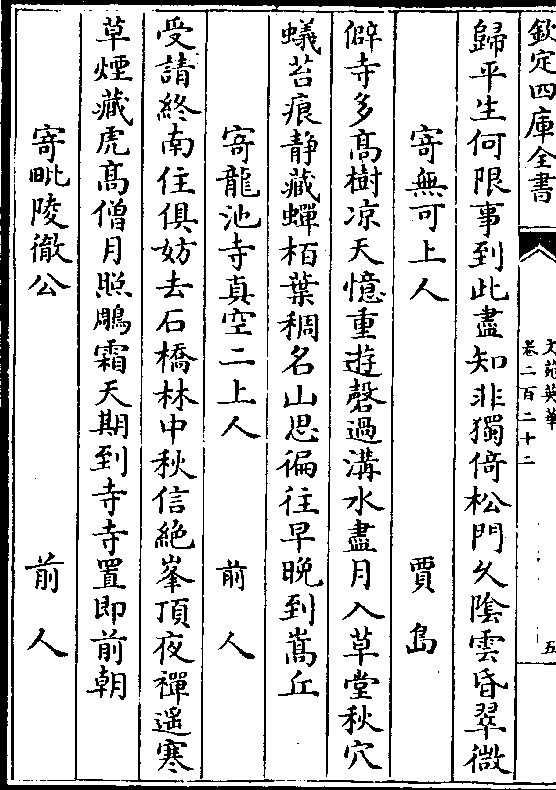 欽定四庫全書
文苑英華
卷二百二十二
五
歸平生何限事到此盡知非獨倚松門久陰雲昏翠微
寄無可上人 賈島
僻寺多高樹凉天憶重遊磬過溝水盡月入草堂秋穴
蟻苔痕静藏蟬栢葉稠名山思徧往早晚到嵩丘
寄龍池寺真空二上人 前人
受請終南住俱妨去石橋林中秋信絶峯頂夜禪遥寒
草煙藏虎髙僧月照鵰霜天期到寺寺置即前朝
寄毗陵徹公 前人